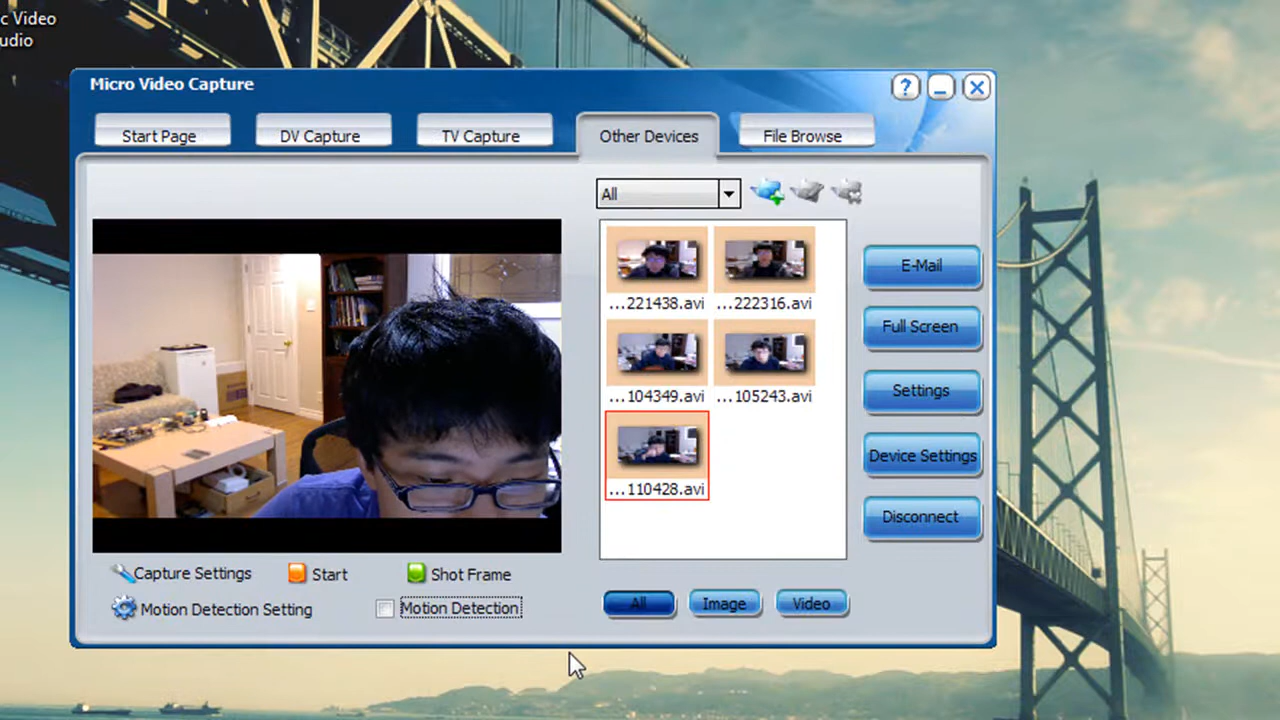 c Video
udio
Micro Video Capture
?
Start Page
DV Capture
TV Capture
Other Devices
File Browse
All
...221438.avi
...222316.avi
...104349.avi
...105243.avi
...110428.avi
E-Mail
Full Screen
Settings
Device Settings
Disconnect
Capture Settings
Start
Shot Frame
Motion Detection Setting
Motion Detection
All
Image
Video